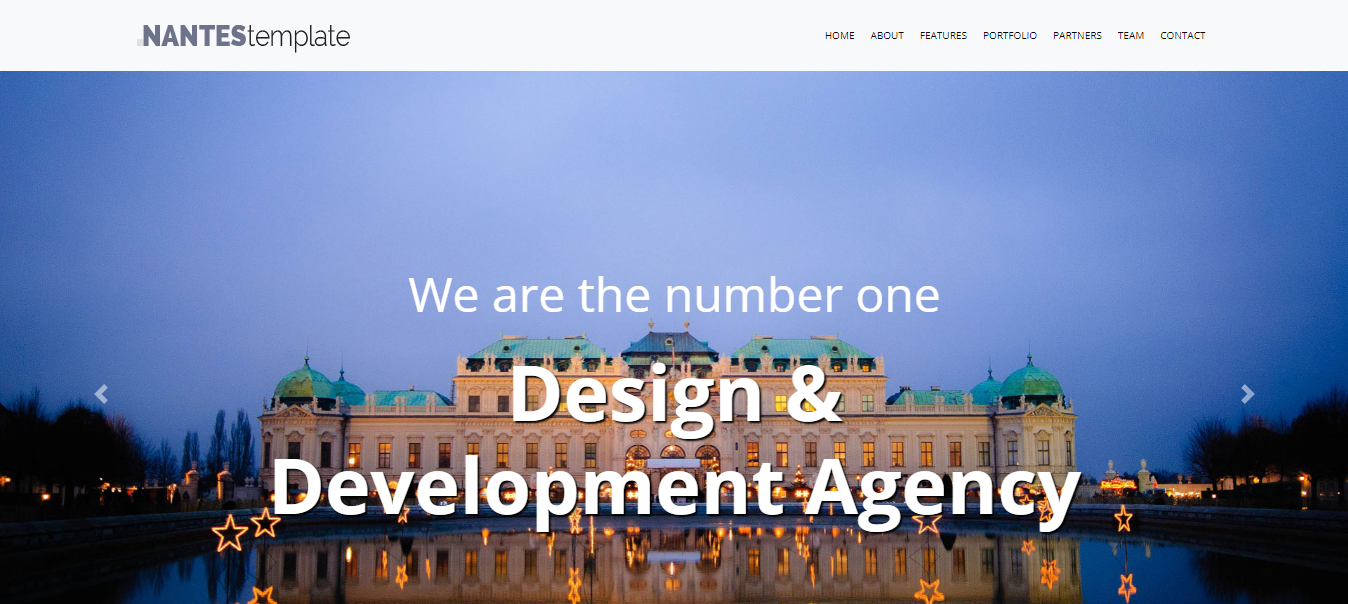 NANTEStemplate
HOME ABOUT FEATURES PORTFOLIO PARTNERS TEAM CONTACT
We are the number one
Design &
Development Agency